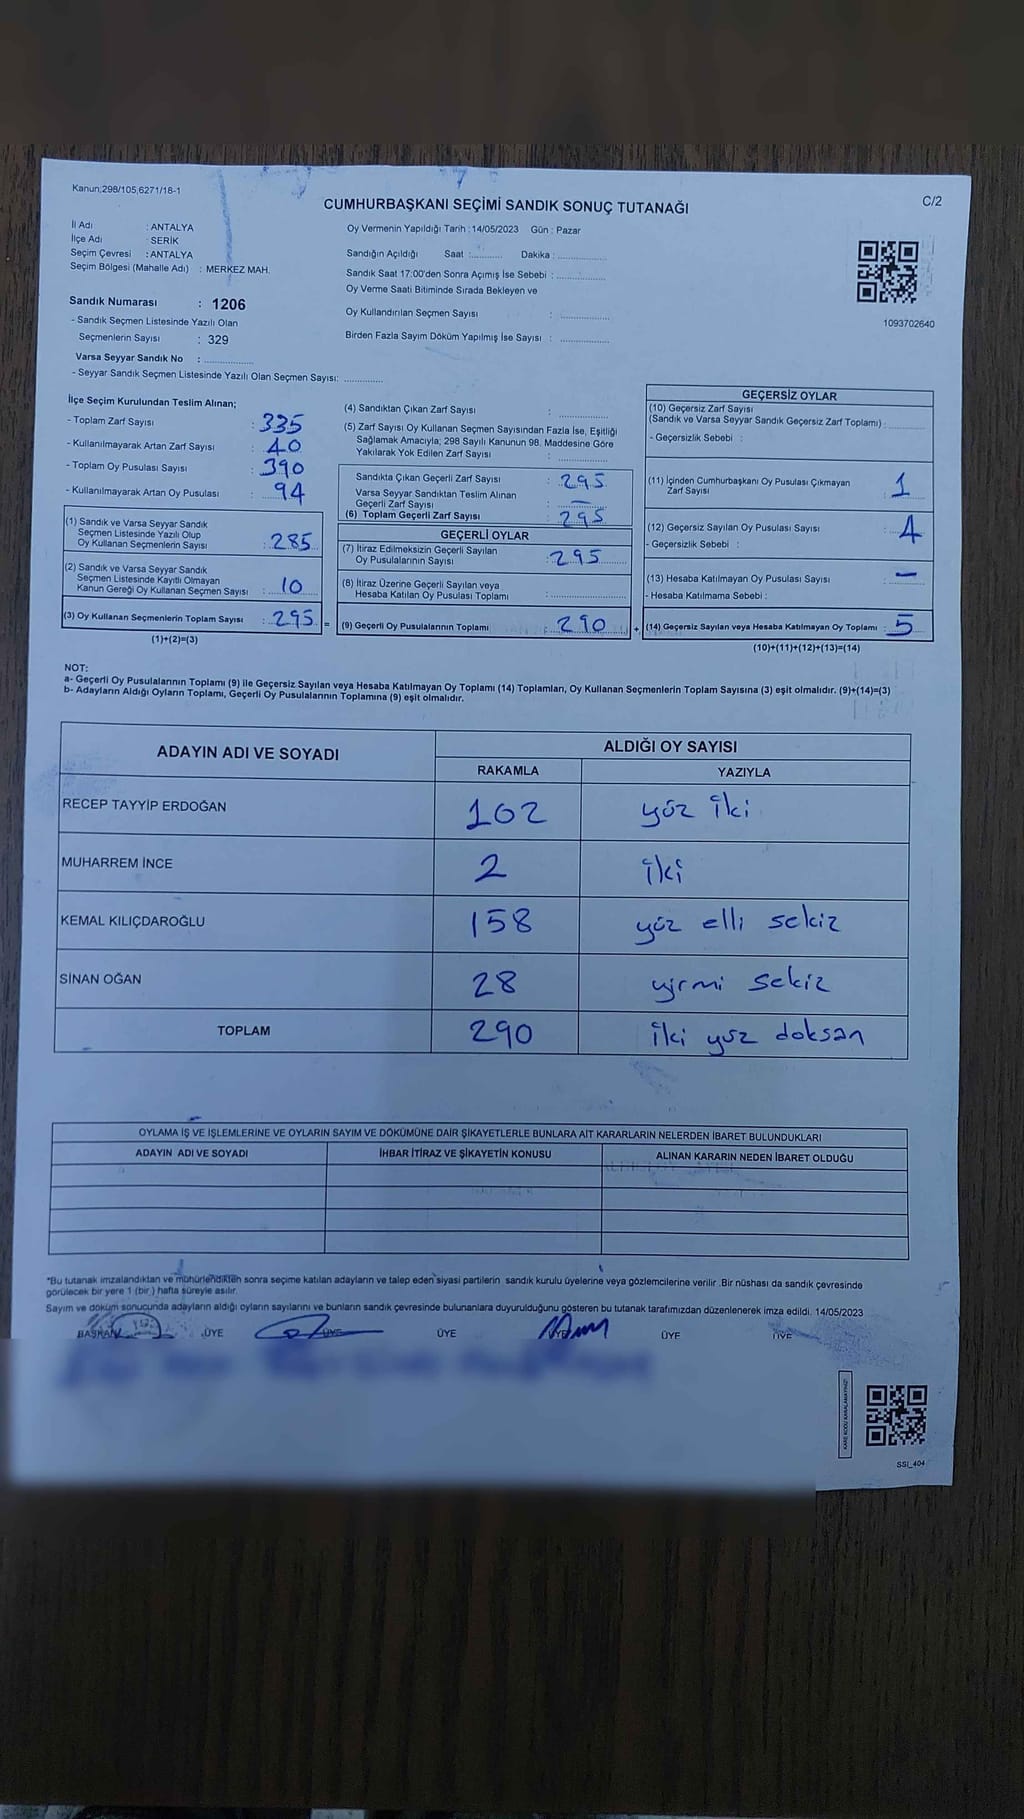 Kanun;298/105,6271/18-1
C/2
CUMHURBAŞKANI SEÇİMİ SANDIK SONUÇ TUTANAĞI
İl Adı : ANTALYA
İlçe Adı : SERİK
Seçim Çevresi : ANTALYA
Seçim Bölgesi (Mahalle Adı) : MERKEZ MAH.
Sandık Numarası : 1206
- Sandık Seçmen Listesinde Yazılı Olan
Seçmenlerin Sayısı : 329
Varsa Seyyar Sandık No : ..............
- Seyyar Sandık Seçmen Listesinde Yazılı Olan Seçmen Sayısı: ............
Oy Vermenin Yapıldığı Tarih :14/05/2023 Gün : Pazar
Sandığın Açıldığı Saat :.......... Dakika : ..............
Sandık Saat 17:00'den Sonra Açımış İse Sebebi : ..............
Oy Verme Saati Bitiminde Sırada Bekleyen ve
Oy Kullandırılan Seçmen Sayısı : ..............
Birden Fazla Sayım Döküm Yapılmış İse Sayısı : ..............
1093702640
İlçe Seçim Kurulundan Teslim Alınan;
- Toplam Zarf Sayısı : 335
- Kullanılmayarak Artan Zarf Sayısı : 40
- Toplam Oy Pusulası Sayısı : 390
- Kullanılmayarak Artan Oy Pusulası : 94
(1) Sandık ve Varsa Seyyar Sandık
Seçmen Listesinde Yazılı Olup
Oy Kullanan Seçmenlerin Sayısı : 285
(2) Sandık ve Varsa Seyyar Sandık
Seçmen Listesinde Kayıtlı Olmayan
Kanun Gereği Oy Kullanan Seçmen Sayısı : 10
(3) Oy Kullanan Seçmenlerin Toplam Sayısı : 295 =
(1)+(2)=(3)
(4) Sandıktan Çıkan Zarf Sayısı : ..............
(5) Zarf Sayısı Oy Kullanan Seçmen Sayısından Fazla İse, Eşitliği
Sağlamak Amacıyla; 298 Sayılı Kanunun 98. Maddesine Göre
Yakılarak Yok Edilen Zarf Sayısı : ..............
Sandıkta Çıkan Geçerli Zarf Sayısı : 295
Varsa Seyyar Sandıktan Teslim Alınan
Geçerli Zarf Sayısı : —
(6) Toplam Geçerli Zarf Sayısı : 295
GEÇERLİ OYLAR
(7) İtiraz Edilmeksizin Geçerli Sayılan
Oy Pusulalarının Sayısı : 295
(8) İtiraz Üzerine Geçerli Sayılan veya
Hesaba Katılan Oy Pusulası Toplamı : ..............
(9) Geçerli Oy Pusulalarının Toplamı : 290 +
GEÇERSİZ OYLAR
(10) Geçersiz Zarf Sayısı
(Sandık ve Varsa Seyyar Sandık Geçersiz Zarf Toplamı) : ..........
- Geçersizlik Sebebi :
(11) İçinden Cumhurbaşkanı Oy Pusulası Çıkmayan
Zarf Sayısı 1
(12) Geçersiz Sayılan Oy Pusulası Sayısı : 4
- Geçersizlik Sebebi :
(13) Hesaba Katılmayan Oy Pusulası Sayısı : —
- Hesaba Katılmama Sebebi :
(14) Geçersiz Sayılan veya Hesaba Katılmayan Oy Toplamı : 5
(10)+(11)+(12)+(13)=(14)
NOT:
a- Geçerli Oy Pusulalarının Toplamı (9) ile Geçersiz Sayılan veya Hesaba Katılmayan Oy Toplamı (14) Toplamları, Oy Kullanan Seçmenlerin Toplam Sayısına (3) eşit olmalıdır. (9)+(14)=(3)
b- Adayların Aldığı Oyların Toplamı, Geçerli Oy Pusulalarının Toplamına (9) eşit olmalıdır.
ADAYIN ADI VE SOYADI ALDIĞI OY SAYISI
RAKAMLA YAZIYLA
RECEP TAYYİP ERDOĞAN 102 yüz iki
MUHARREM İNCE 2 iki
KEMAL KILIÇDAROĞLU 158 yüz elli sekiz
SİNAN OĞAN 28 yirmi sekiz
TOPLAM 290 iki yüz doksan
OYLAMA İŞ VE İŞLEMLERİNE VE OYLARIN SAYIM VE DÖKÜMÜNE DAİR ŞİKAYETLERLE BUNLARA AİT KARARLARIN NELERDEN İBARET BULUNDUKLARI
ADAYIN ADI VE SOYADI İHBAR İTİRAZ VE ŞİKAYETİN KONUSU ALINAN KARARIN NEDEN İBARET OLDUĞU
*Bu tutanak imzalandıktan ve mühürlendikten sonra seçime katılan adayların ve talep eden siyasi partilerin sandık kurulu üyelerine veya gözlemcilerine verilir .Bir nüshası da sandık çevresinde
görülecek bir yere 1 (bir ) hafta süreyle asılır.
Sayım ve döküm sonucunda adayların aldığı oyların sayılarını ve bunların sandık çevresinde bulunanlara duyurulduğunu gösteren bu tutanak tarafımızdan düzenlenerek imza edildi. 14/05/2023
BAŞKAN ÜYE ÜYE ÜYE ÜYE ÜYE ÜYE
KARE KODU KARALAMAYINIZ!
SSI_404